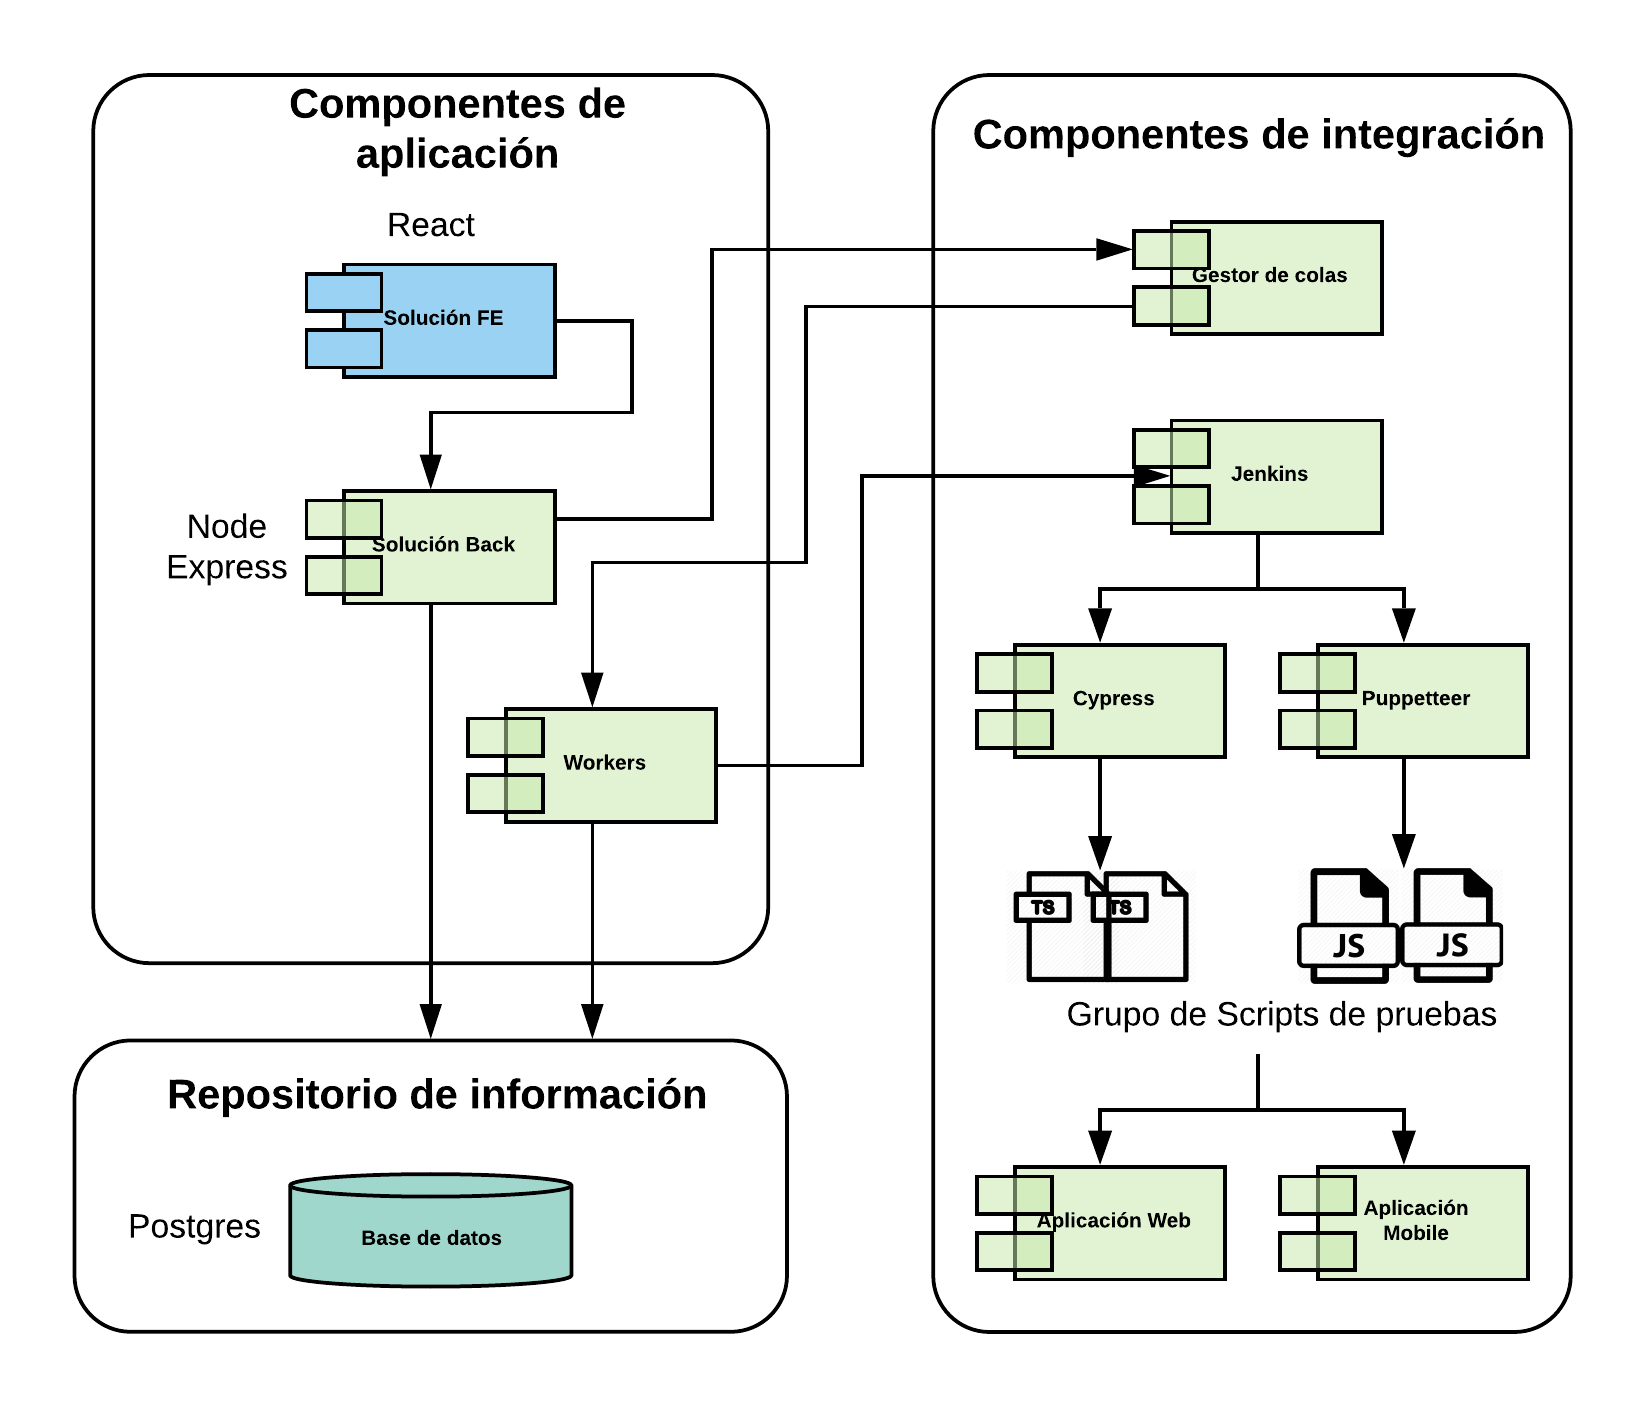 Componentes de
aplicación
React
Solución FE
Node
Express
Solución Back
Workers
Repositorio de información
Postgres
Base de datos
Componentes de integración
Gestor de colas
Jenkins
Cypress
Puppetteer
TS
TS
JS
JS
Grupo de Scripts de pruebas
Aplicación Web
Aplicación
Mobile